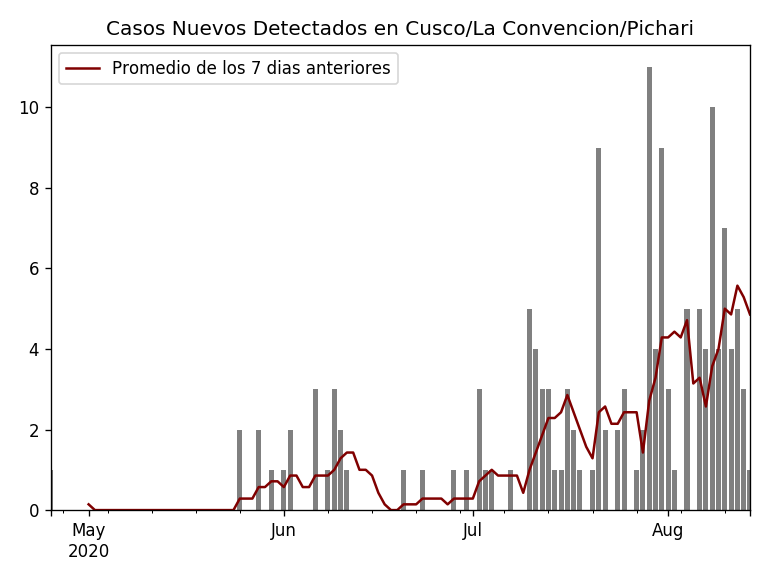 Casos Nuevos Detectados en Cusco/La Convencion/Pichari
Promedio de los 7 dias anteriores
10
8
6
4
2
0
May Jun Jul Aug
2020